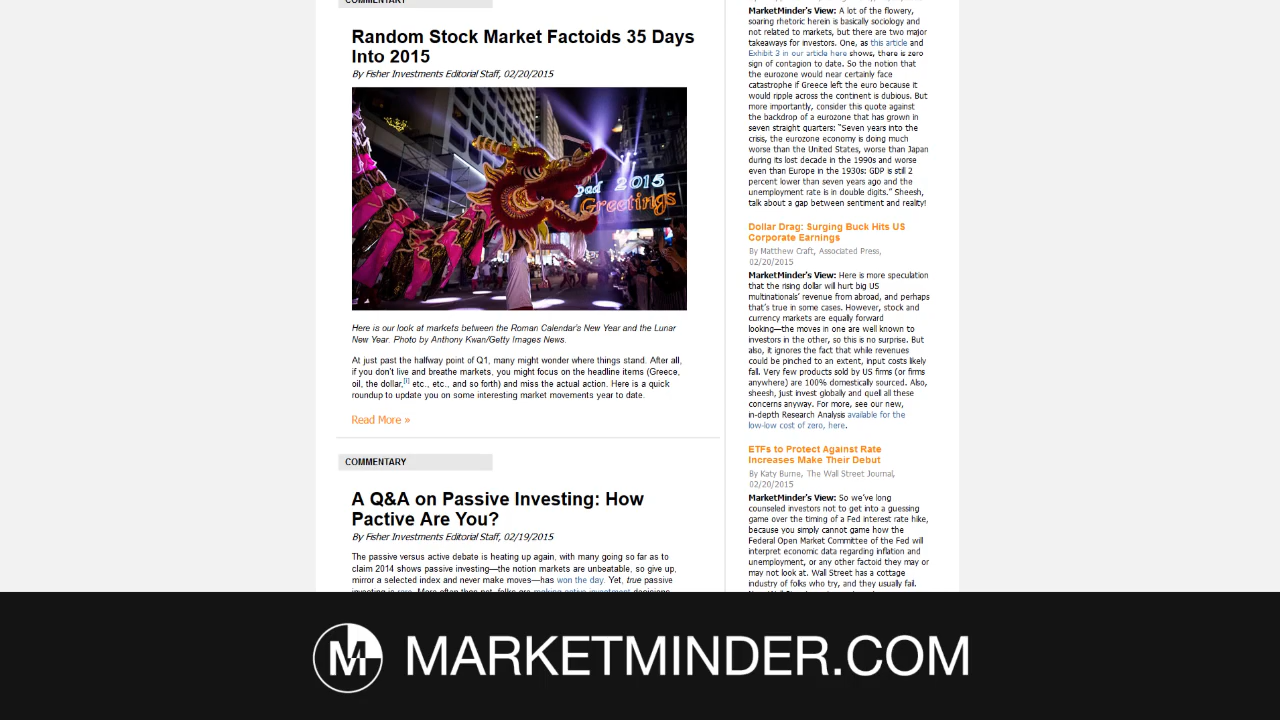 COMMENTARY
Random Stock Market Factoids 35 Days
Into 2015
By Fisher Investments Editorial Staff, 02/20/2015
2015
Greetings
Here is our look at markets between the Roman Calendar's New Year and the Lunar
New Year. Photo by Anthony Kwan/Getty Images News.
At just past the halfway point of Q1, many might wonder where things stand. After all,
if you don't live and breathe markets, you might focus on the headline items (Greece,
oil, the dollar,[i] etc., etc., and so forth) and miss the actual action. Here is a quick
roundup to update you on some interesting market movements year to date.
Read More »
COMMENTARY
A Q&A on Passive Investing: How
Pactive Are You?
By Fisher Investments Editorial Staff, 02/19/2015
The passive versus active debate is heating up again, with many going so far as to
claim 2014 shows passive investing—the notion markets are unbeatable, so give up,
mirror a selected index and never make moves—has won the day. Yet, true passive
investing is rare. More often than not, folks are making active investment decisions
MarketMinder's View: A lot of the flowery,
soaring rhetoric herein is basically sociology and
not related to markets, but there are two major
takeaways for investors. One, as this article and
Exhibit 3 in our article here shows, there is zero
sign of contagion to date. So the notion that
the eurozone would near certainly face
catastrophe if Greece left the euro because it
would ripple across the continent is dubious. But
more importantly, consider this quote against
the backdrop of a eurozone that has grown in
seven straight quarters: "Seven years into the
crisis, the eurozone economy is doing much
worse than the United States, worse than Japan
during its lost decade in the 1990s and worse
even than Europe in the 1930s: GDP is still 2
percent lower than seven years ago and the
unemployment rate is in double digits." Sheesh,
talk about a gap between sentiment and reality!
Dollar Drag: Surging Buck Hits US
Corporate Earnings
By Matthew Craft, Associated Press,
02/20/2015
MarketMinder's View: Here is more speculation
that the rising dollar will hurt big US
multinationals' revenue from abroad, and perhaps
that's true in some cases. However, stock and
currency markets are equally forward
looking—the moves in one are well known to
investors in the other, so this is no surprise. But
also, it ignores the fact that while revenues
could be pinched to an extent, input costs likely
fall. Very few products sold by US firms (or firms
anywhere) are 100% domestically sourced. Also,
sheesh, just invest globally and quell all these
concerns anyway. For more, see our new,
in-depth Research Analysis available for the
low-low cost of zero, here.
ETFs to Protect Against Rate
Increases Make Their Debut
By Katy Burne, The Wall Street Journal,
02/20/2015
MarketMinder's View: So we've long
counseled investors not to get into a guessing
game over the timing of a Fed interest rate hike,
because you simply cannot game how the
Federal Open Market Committee of the Fed will
interpret economic data regarding inflation and
unemployment, or any other factoid they may or
may not look at. Wall Street has a cottage
industry of folks who try, and they usually fail.
M MARKETMINDER.COM